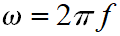 ω = 2πf